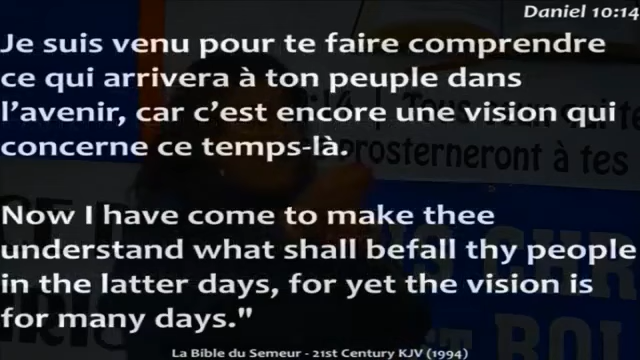 Daniel 10:14
Je suis venu pour te faire comprendre
ce qui arrivera à ton peuple dans
l'avenir, car c'est encore une vision qui
concerne ce temps-là.
prosterneront à tes
Now I have come to make thee
understand what shall befall thy people
in the latter days, for yet the vision is
for many days."
La Bible du Semeur - 21st Century KJV (1994)